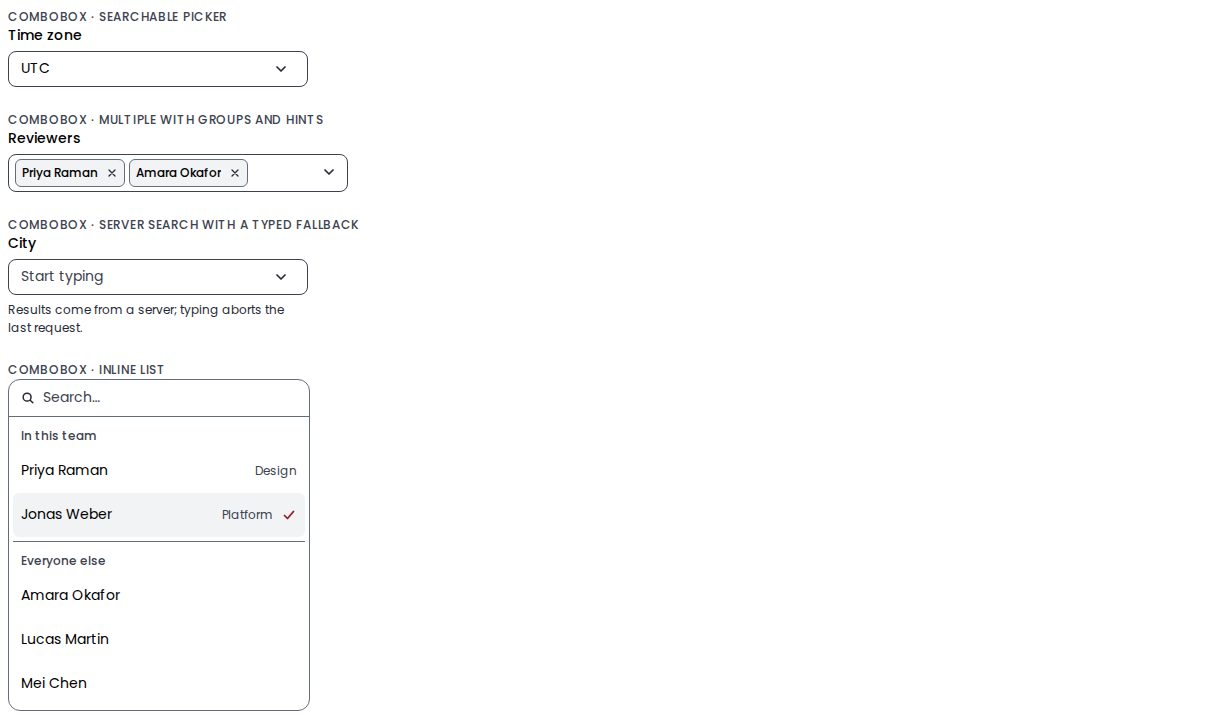 COMBOBOX · SEARCHABLE PICKER
Time zone
UTC
COMBOBOX · MULTIPLE WITH GROUPS AND HINTS
Reviewers
Priya Raman Amara Okafor
COMBOBOX · SERVER SEARCH WITH A TYPED FALLBACK
City
Start typing
Results come from a server; typing aborts the
last request.
COMBOBOX · INLINE LIST
Search…
In this team
Priya Raman Design
Jonas Weber Platform
Everyone else
Amara Okafor
Lucas Martin
Mei Chen